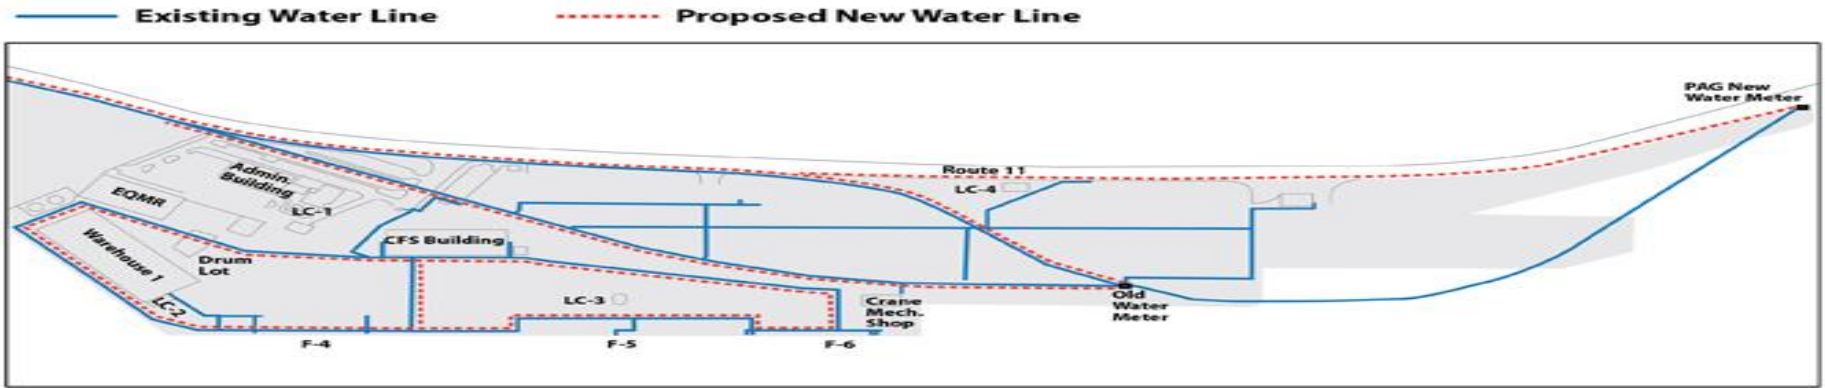 Existing Water Line
Proposed New Water Line
PAG New
Water Meter
Route 11
LC-4
Admin.
Building
EQMR
LC-1
CFS Building
Warehouse 1
Drum
Lot
LC-2
LC-3
Crane
Mech.
Shop
Old
Water
Meter
F-4
F-5
F-6